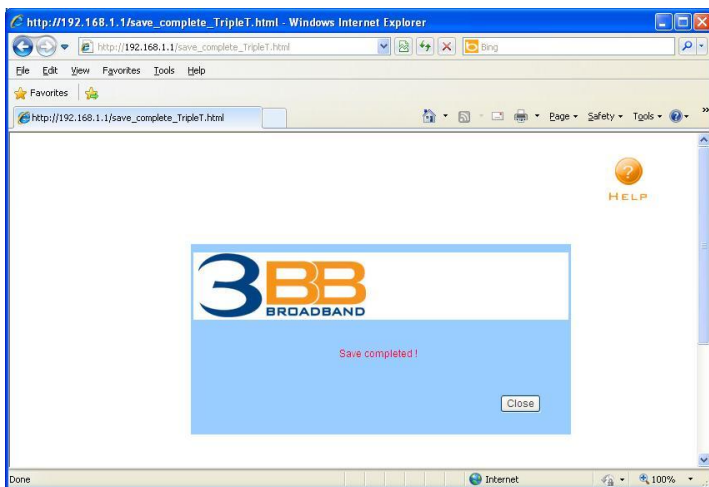 http://192.168.1.1/save_complete_TripleT.html - Windows Internet Explorer
http://192.168.1.1/save_complete_TripleT.html
Bing
File Edit View Favorites Tools Help
Favorites
http://192.168.1.1/save_complete_TripleT.html
Page Safety Tools
HELP
3BB
BROADBAND
Save completed !
Close
Done Internet 100%